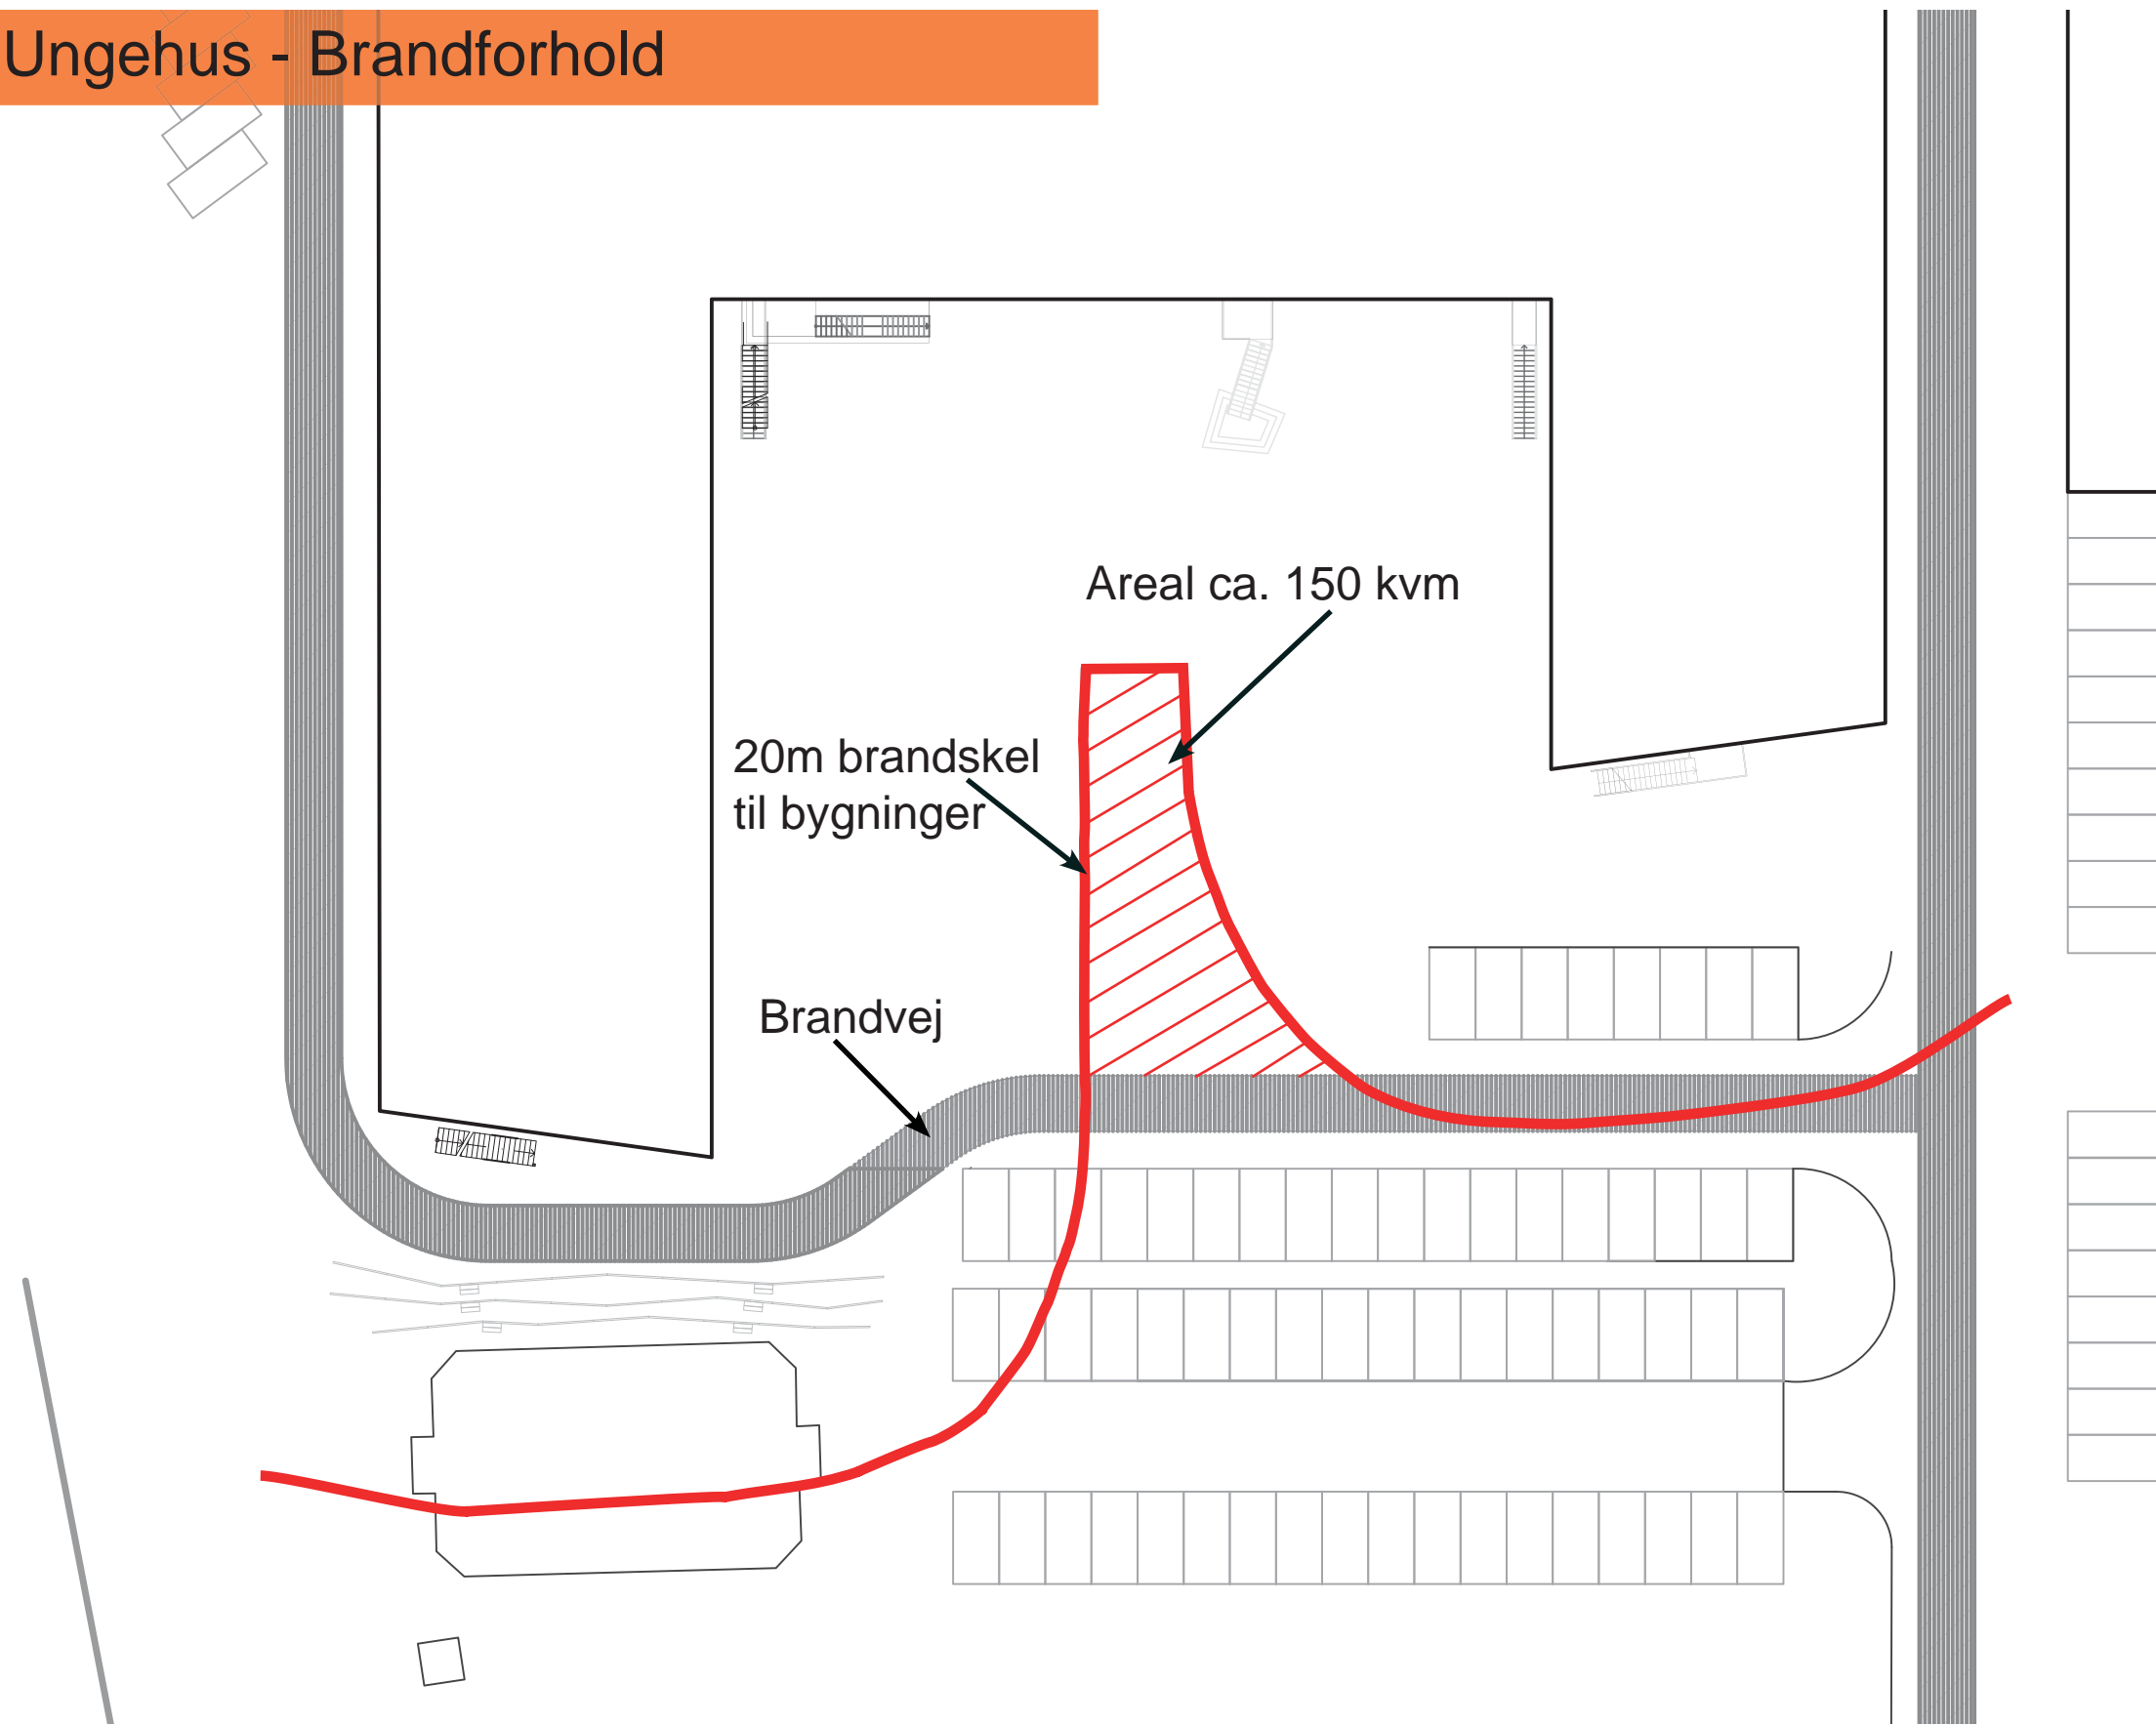 Ungehus - Brandforhold
Areal ca. 150 kvm
20m brandskel
til bygninger
Brandvej